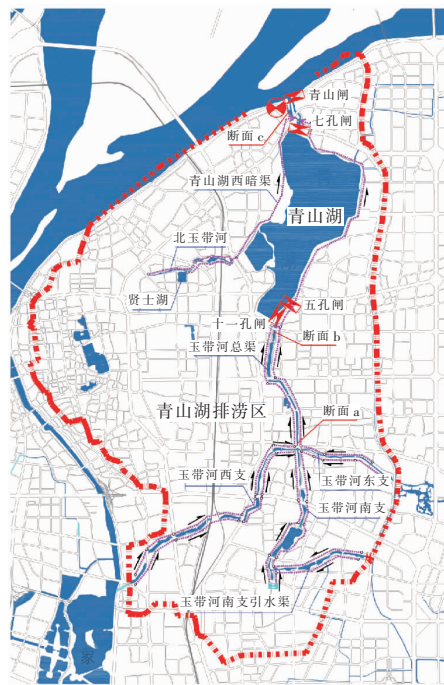 青山闸
七孔闸
断面c
青山湖西暗渠
青山湖
北玉带河
贤士湖
五孔闸
十一孔闸
断面b
玉带河总渠
青山湖排涝区
断面a
玉带河西支
玉带河东支
玉带河南支
玉带河南支引水渠